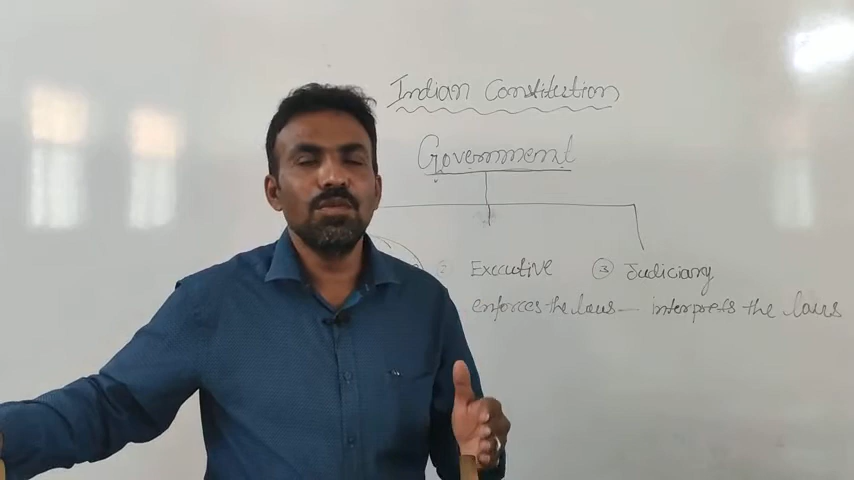 Indian Constitution
Government
② Executive ③ Judiciary
enforces the laws — interprets the laws